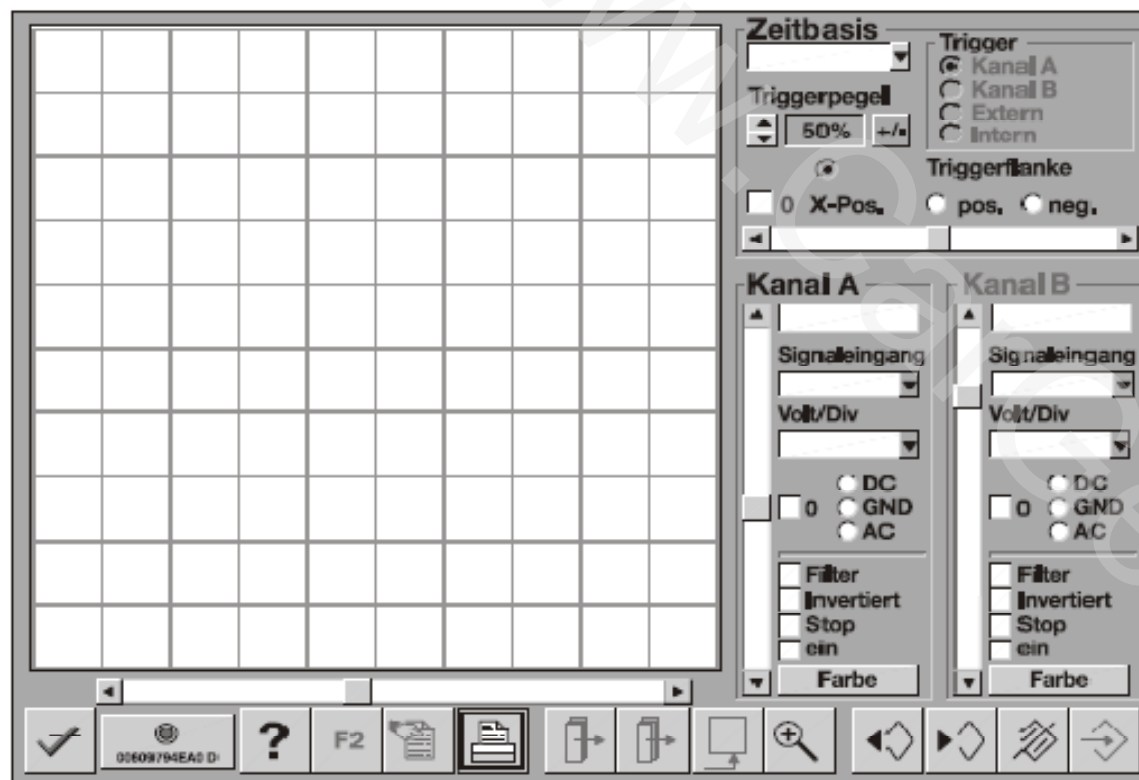 Zeitbasis
Trigger
Kanal A
Kanal B
Extern
Intern
Triggerpegel
50% +/-
Triggerflanke
0 X-Pos. pos. neg.
Kanal A
Signaleingang
Volt/Div
DC
0 GND
AC
Filter
Invertiert
Stop
ein
Farbe
Kanal B
Signaleingang
Volt/Div
DC
0 GND
AC
Filter
Invertiert
Stop
ein
Farbe
? F2